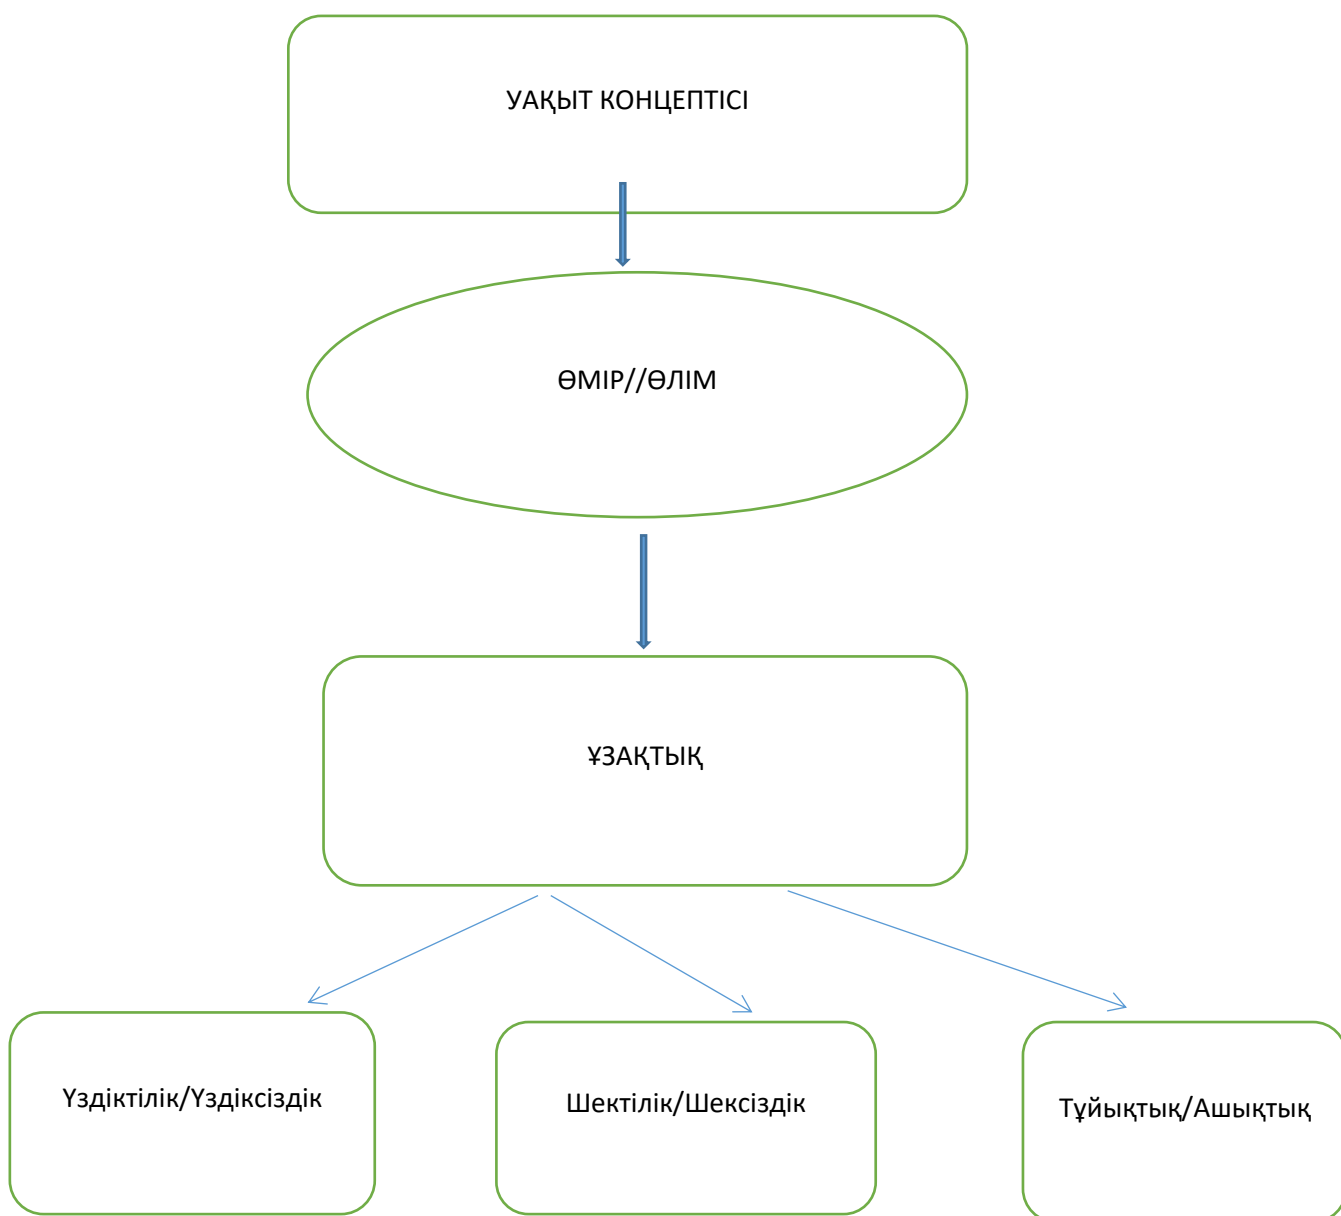 УАҚЫТ КОНЦЕПТІСІ
ӨМІР//ӨЛІМ
ҰЗАҚТЫҚ
Үздіктілік/Үздіксіздік
Шектілік/Шексіздік
Тұйықтық/Ашықтық